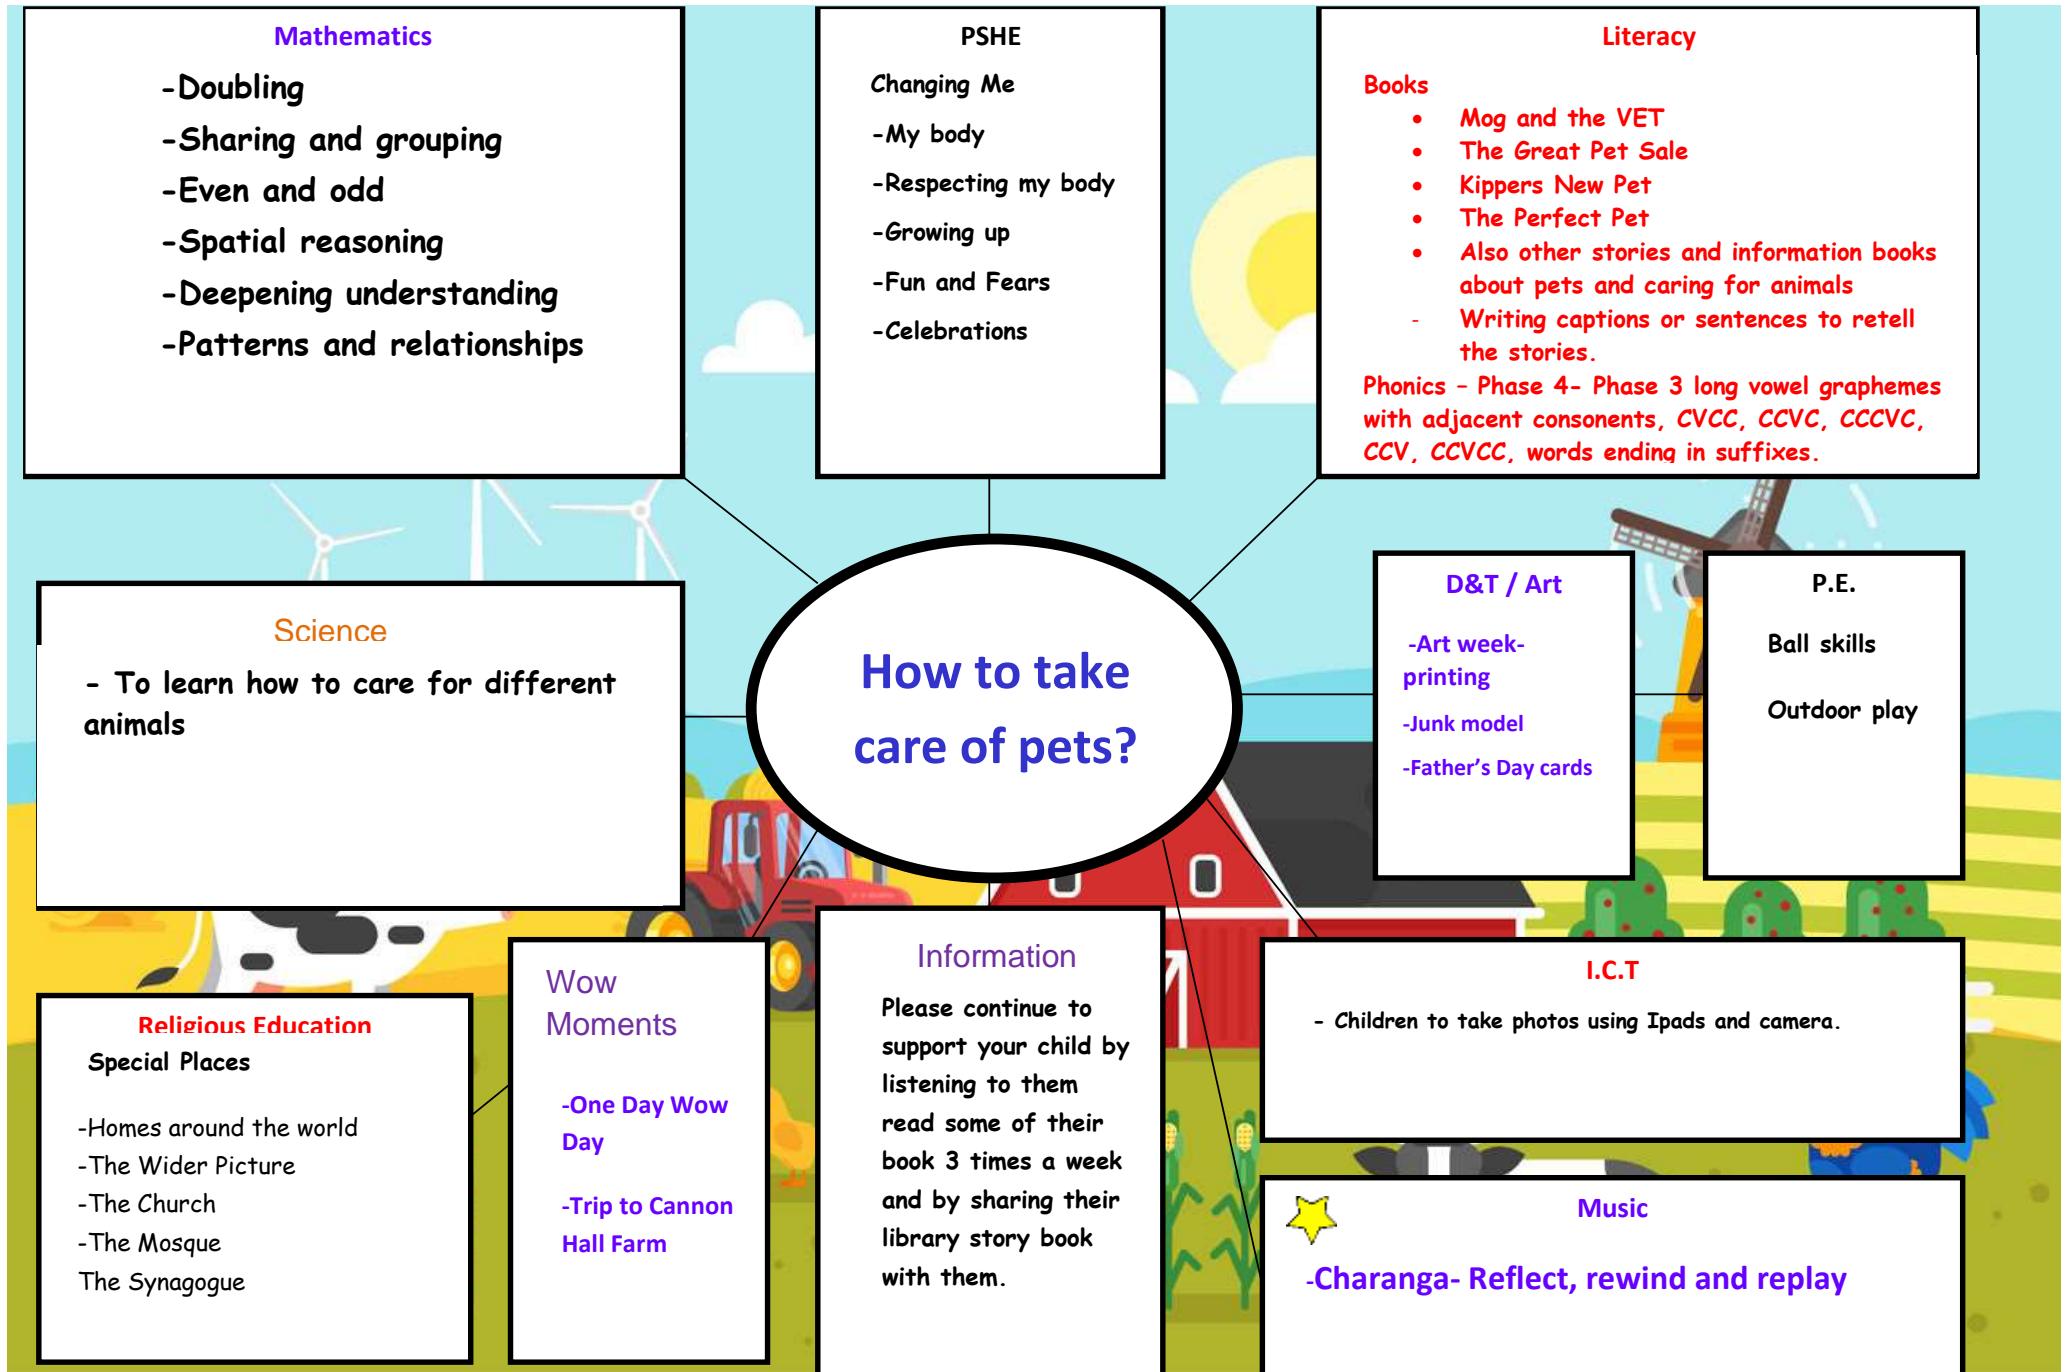 Mathematics
-Doubling
-Sharing and grouping
-Even and odd
-Spatial reasoning
-Deepening understanding
-Patterns and relationships
PSHE
Changing Me
-My body
-Respecting my body
-Growing up
-Fun and Fears
-Celebrations
Literacy
Books
• Mog and the VET
• The Great Pet Sale
• Kippers New Pet
• The Perfect Pet
• Also other stories and information books
about pets and caring for animals
- Writing captions or sentences to retell
the stories.
Phonics – Phase 4- Phase 3 long vowel graphemes
with adjacent consonents, CVCC, CCVC, CCCVC,
CCV, CCVCC, words ending in suffixes.
Science
- To learn how to care for different
animals
How to take
care of pets?
D&T / Art
-Art week-
printing
-Junk model
-Father's Day cards
P.E.
Ball skills
Outdoor play
Religious Education
Special Places
-Homes around the world
-The Wider Picture
-The Church
-The Mosque
The Synagogue
Wow
Moments
-One Day Wow
Day
-Trip to Cannon
Hall Farm
Information
Please continue to
support your child by
listening to them
read some of their
book 3 times a week
and by sharing their
library story book
with them.
I.C.T
- Children to take photos using Ipads and camera.
Music
-Charanga- Reflect, rewind and replay